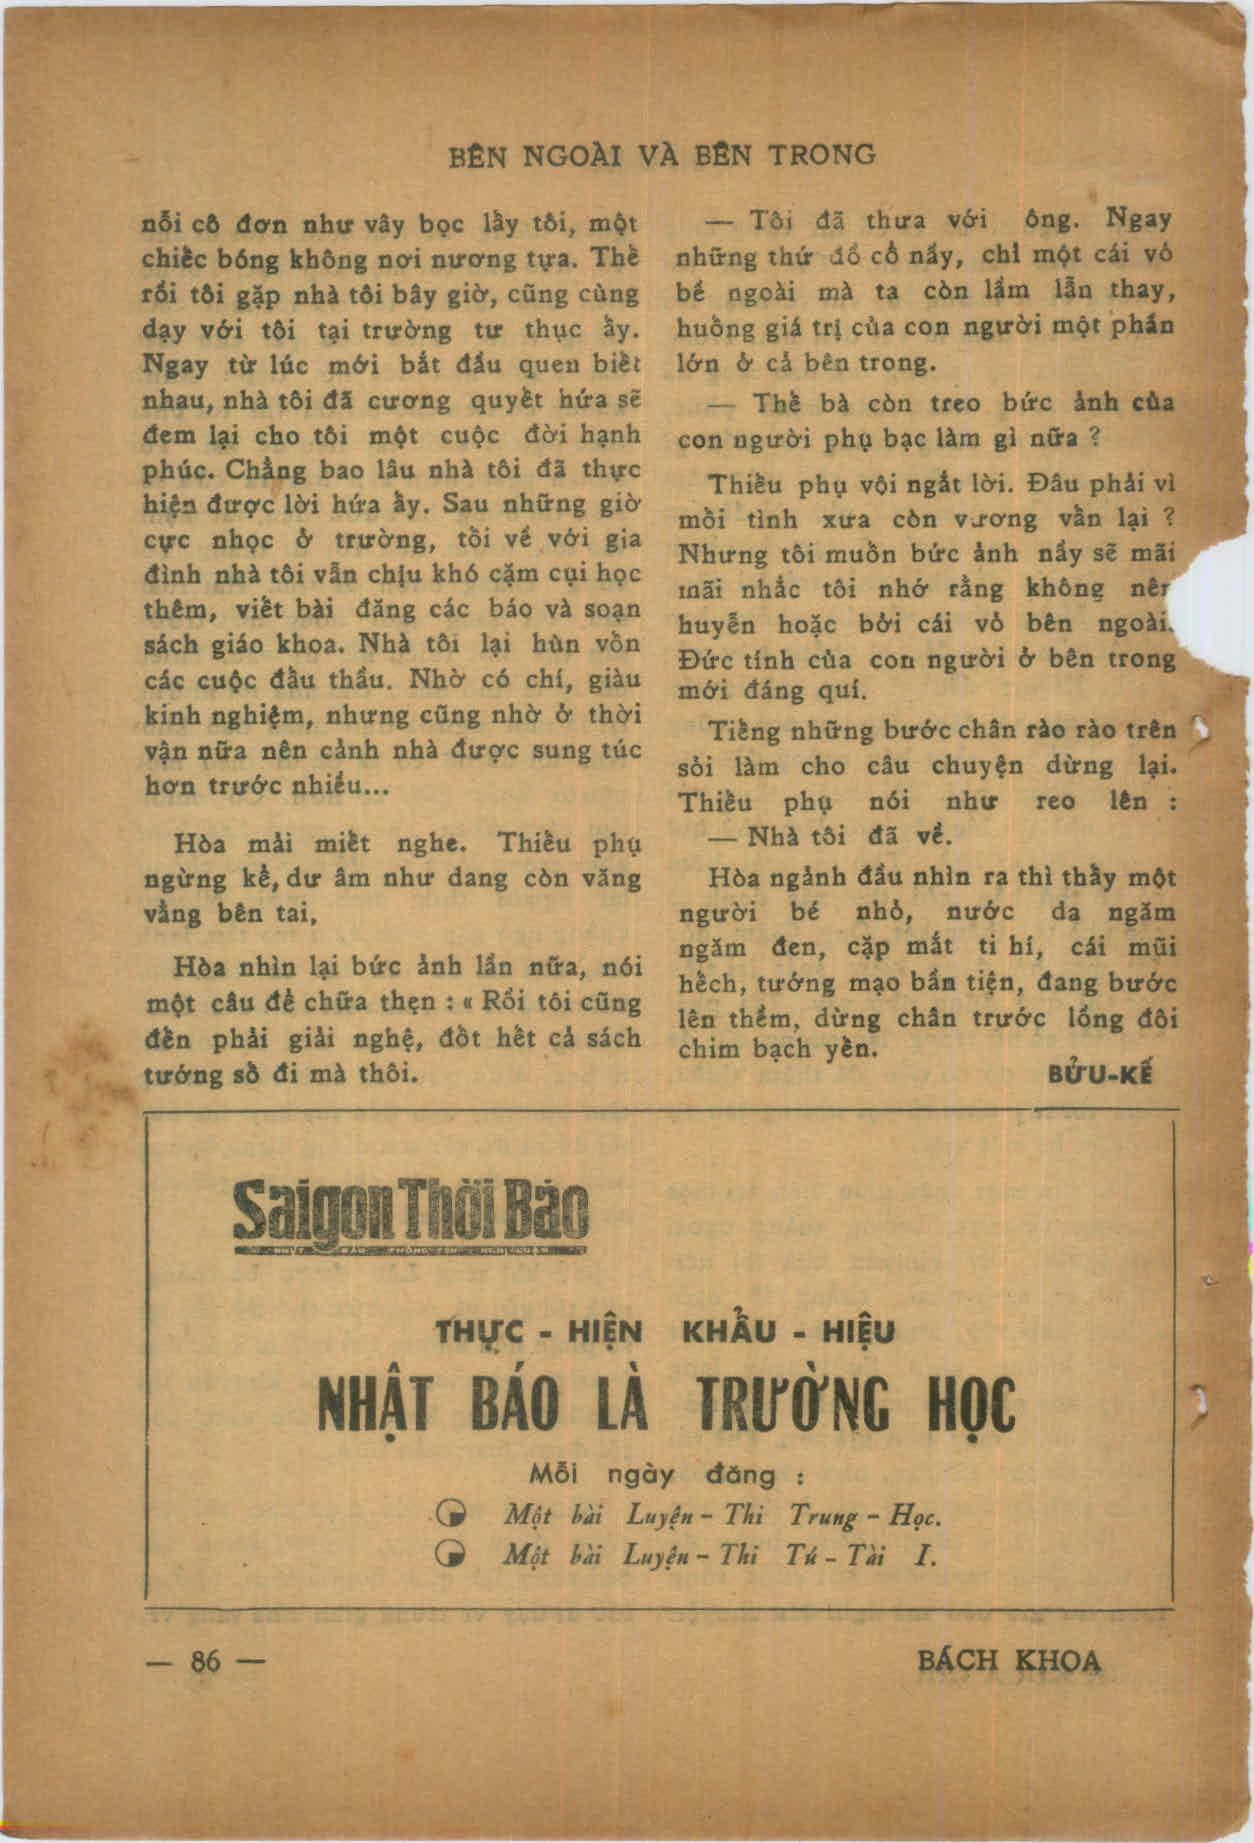 BÊN NGOÀI VÀ BÊN TRONG
nỗi cô đơn như vây bọc lấy tôi, một
chiếc bóng không nơi nương tựa. Thế
rồi tôi gặp nhà tôi bây giờ, cũng cùng
dạy với tôi tại trường tư thục ấy.
Ngay từ lúc mới bắt đầu quen biết
nhau, nhà tôi đã cương quyết hứa sẽ
đem lại cho tôi một cuộc đời hạnh
phúc. Chẳng bao lâu nhà tôi đã thực
hiện được lời hứa ấy. Sau những giờ
cực nhọc ở trường, tối về với gia
đình nhà tôi vẫn chịu khó cặm cụi học
thêm, viết bài đăng các báo và soạn
sách giáo khoa. Nhà tôi lại hùn vốn
các cuộc đấu thầu. Nhờ có chí, giàu
kinh nghiệm, nhưng cũng nhờ ở thời
vận nữa nên cảnh nhà được sung túc
hơn trước nhiều...
Hòa mải miết nghe. Thiếu phụ
ngừng kể, dư âm như dang còn văng
vẳng bên tai,
Hòa nhìn lại bức ảnh lần nữa, nói
một câu để chữa thẹn : « Rồi tôi cũng
đến phải giải nghệ, đốt hết cả sách
tướng số đi mà thôi.
— Tôi đã thưa với ông. Ngay
những thứ đồ cổ nầy, chỉ một cái vỏ
bề ngoài mà ta còn lầm lẫn thay,
huống giá trị của con người một phần
lớn ở cả bên trong.
— Thế bà còn treo bức ảnh của
con người phụ bạc làm gì nữa ?
Thiếu phụ vội ngắt lời. Đâu phải vì
mối tình xưa còn vương vấn lại ?
Nhưng tôi muốn bức ảnh nầy sẽ mãi
mãi nhắc tôi nhớ rằng không nên
huyễn hoặc bởi cái vỏ bên ngoài.
Đức tính của con người ở bên trong
mới đáng quí.
Tiếng những bước chân rào rào trên
sỏi làm cho câu chuyện dừng lại.
Thiếu phụ nói như reo lên :
— Nhà tôi đã về.
Hòa ngảnh đầu nhìn ra thì thấy một
người bé nhỏ, nước da ngăm
ngăm đen, cặp mắt ti hí, cái mũi
hếch, tướng mạo bần tiện, đang bước
lên thềm, dừng chân trước lồng đôi
chim bạch yến.
BỬU-KẾ
Saigon Thời Báo
THỰC - HIỆN KHẨU - HIỆU
NHẬT BÁO LÀ TRƯỜNG HỌC
Mỗi ngày đăng :
Một bài Luyện - Thi Trung - Học.
Một bài Luyện - Thi Tú - Tài I.
— 86 —
BÁCH KHOA